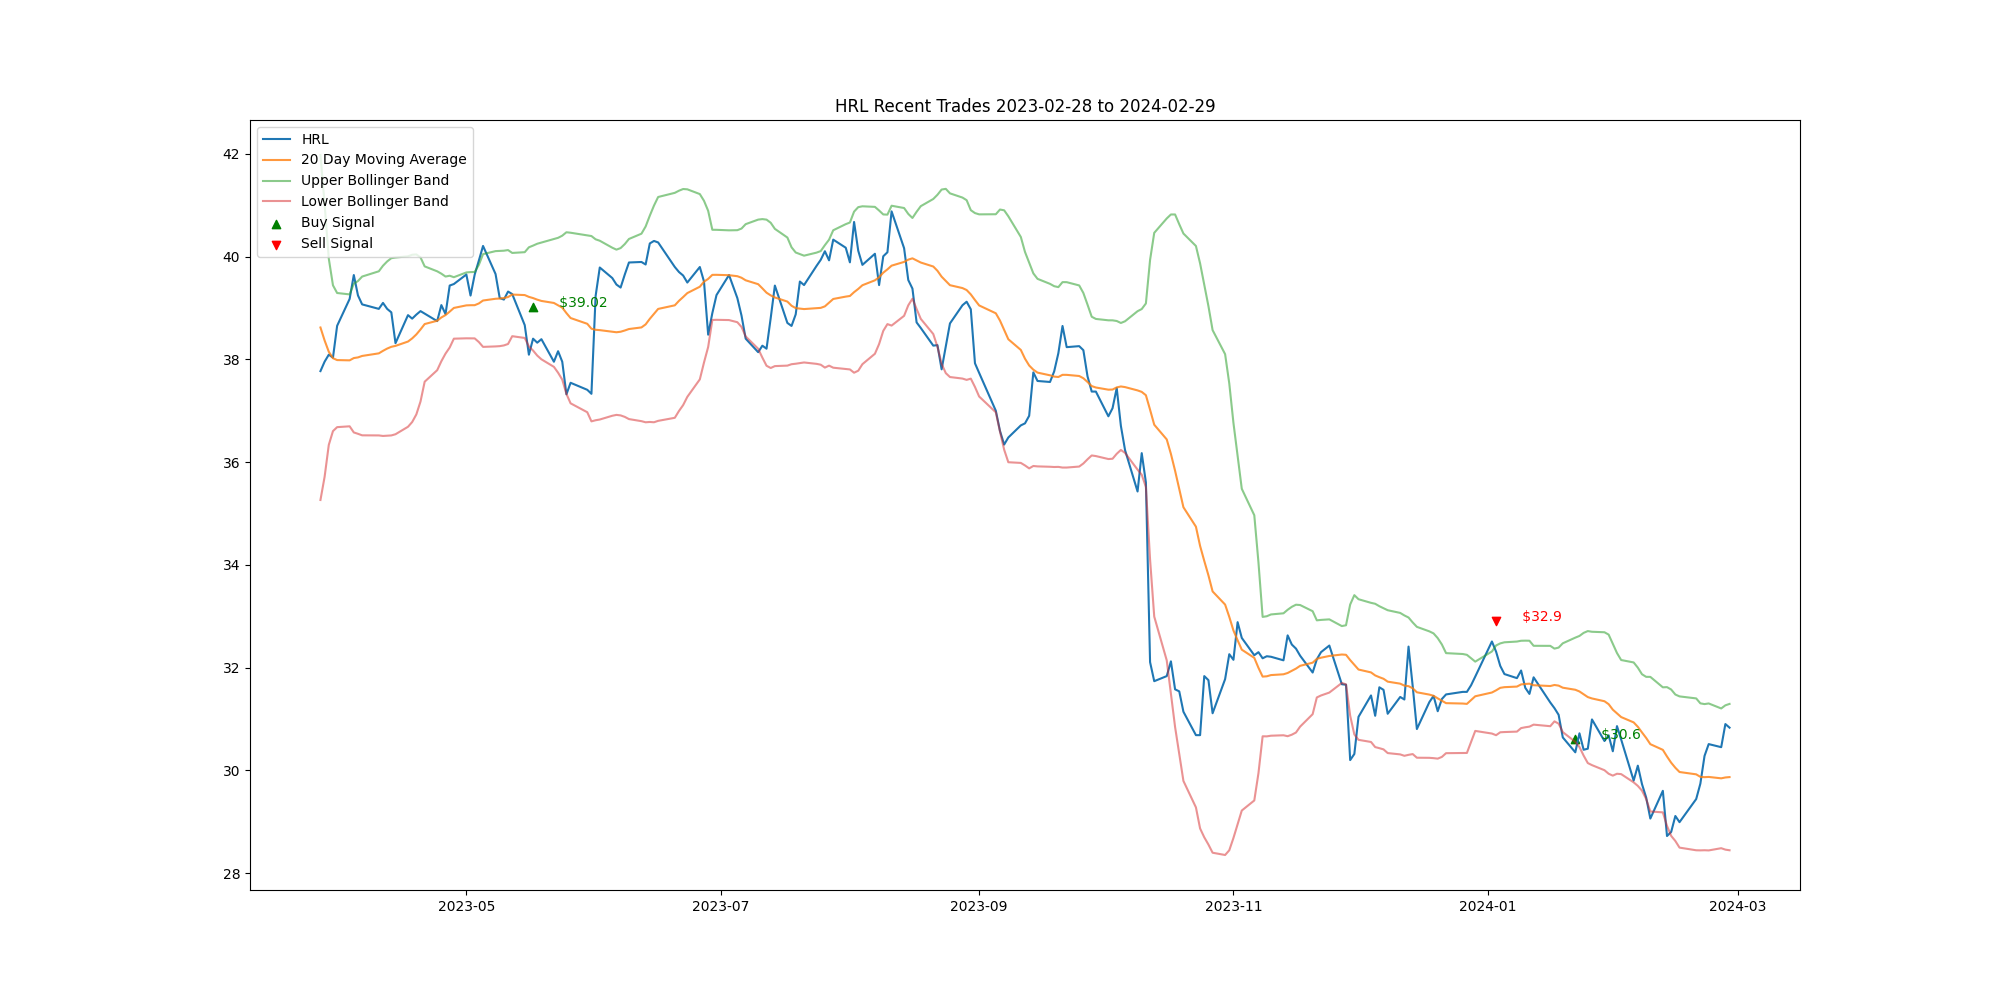 HRL Recent Trades 2023-02-28 to 2024-02-29
HRL
20 Day Moving Average
Upper Bollinger Band
Lower Bollinger Band
Buy Signal
Sell Signal
42
40
38
36
34
32
30
28
$39.02
$32.9
$30.6
2023-05
2023-07
2023-09
2023-11
2024-01
2024-03